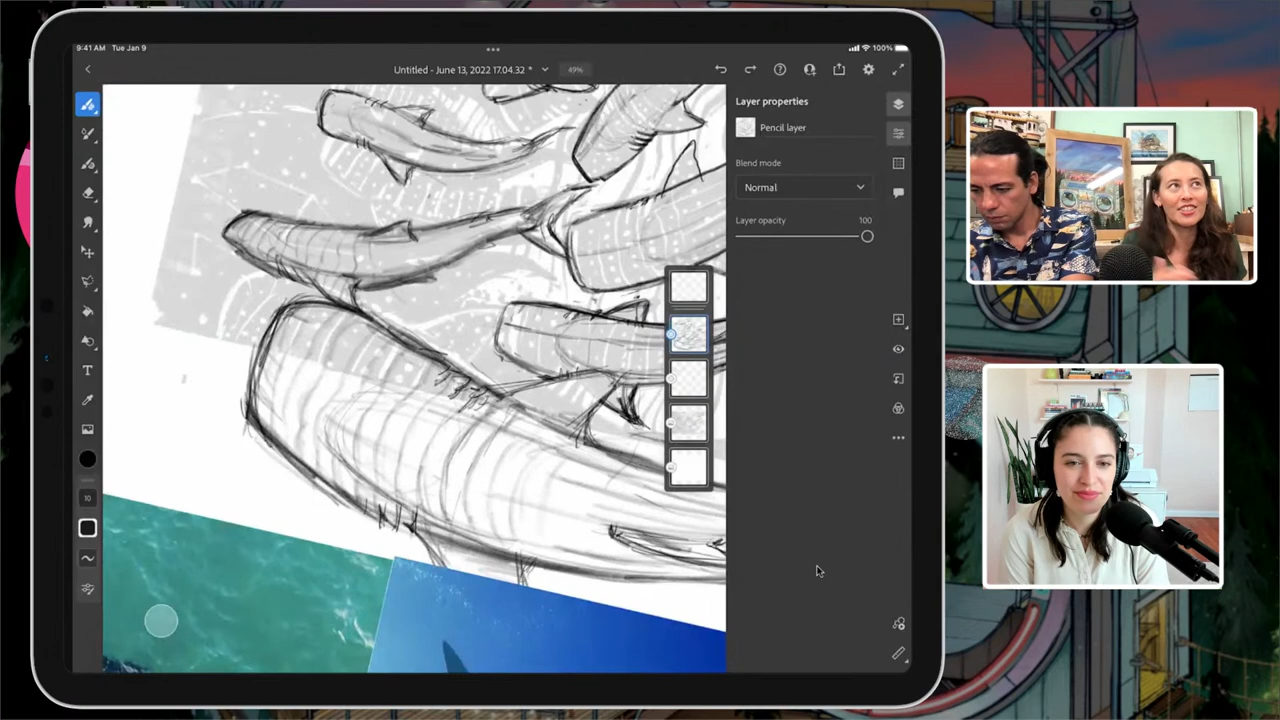 9:41 AM Tue Jan 9
100%
Untitled - June 13, 2022 17.04.32 *
49%
Layer properties
Pencil layer
Blend mode
Normal
Layer opacity
100
T
10